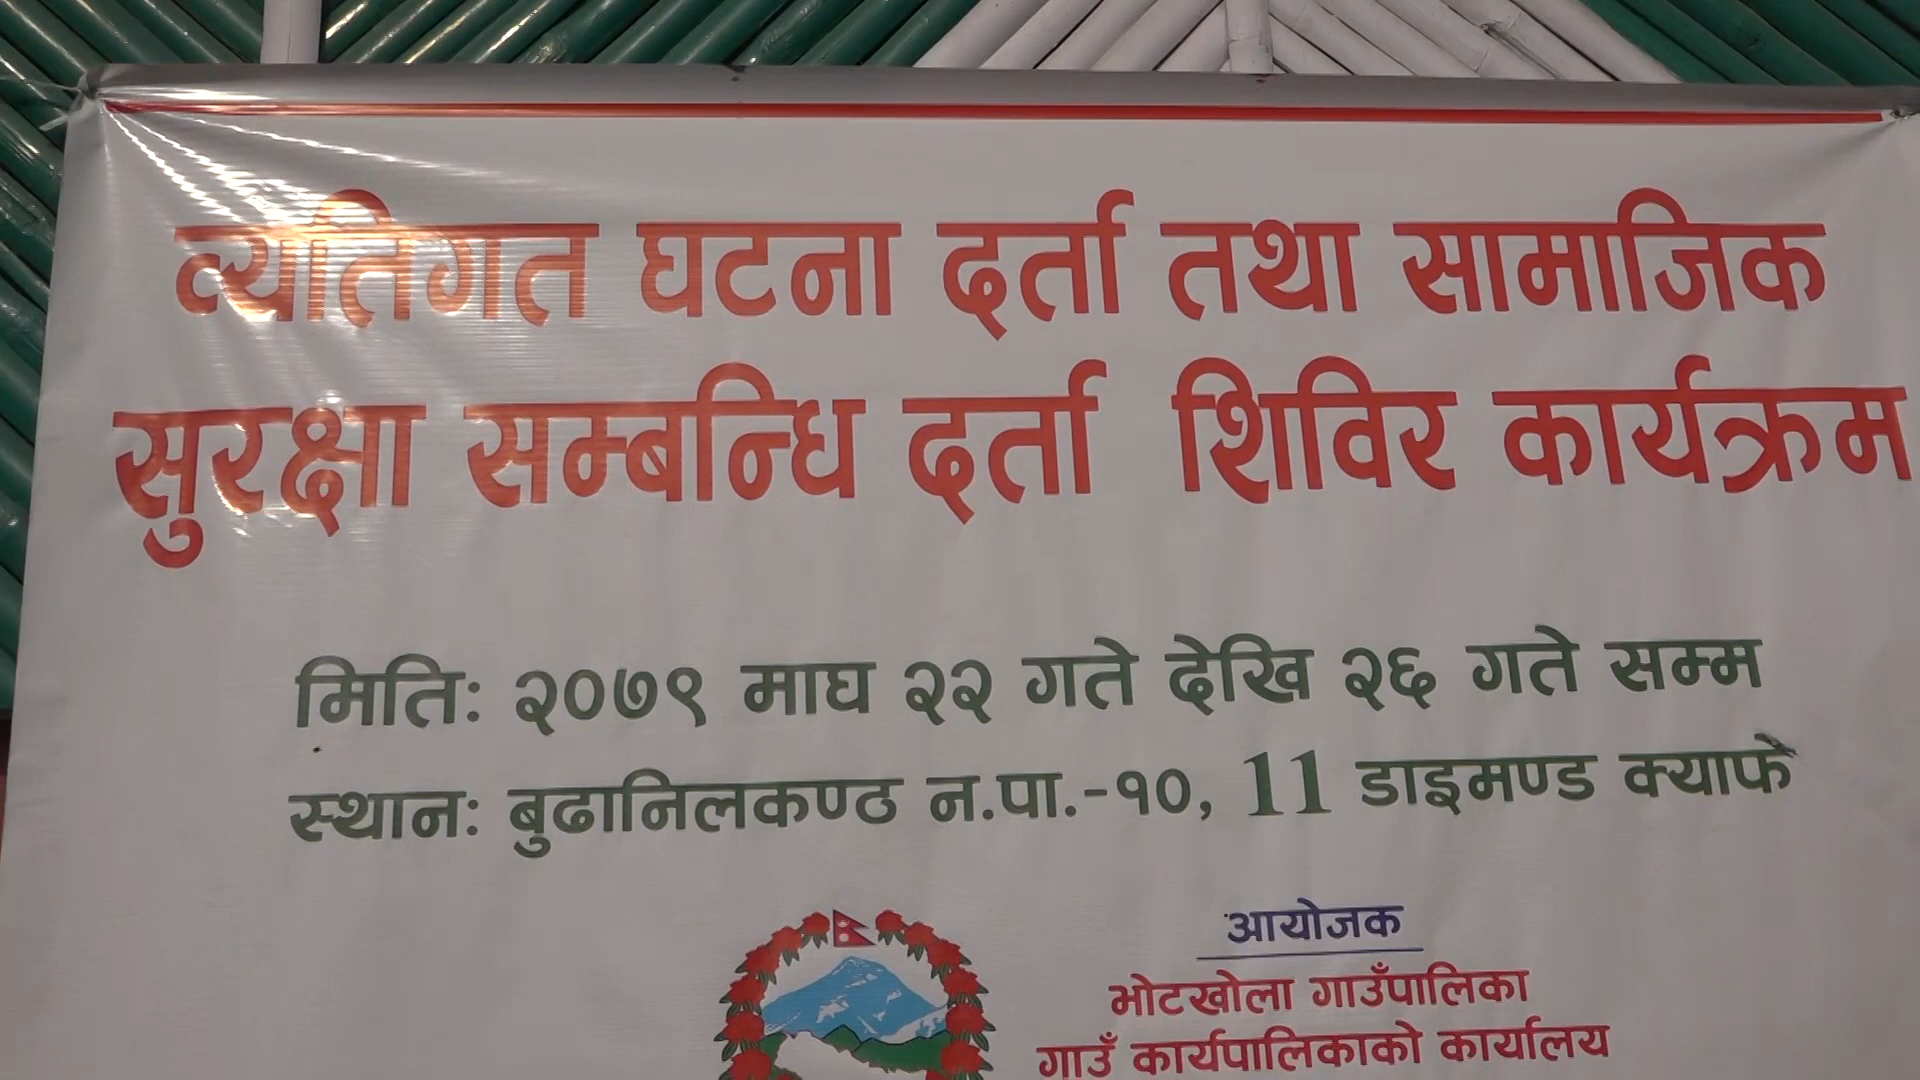 व्यतिगत घटना दर्ता तथा सामाजिक
सुरक्षा सम्बन्धि दर्ता शिविर कार्यक्रम
मिति: २०७९ माघ २२ गते देखि २६ गते सम्म
स्थान: बुढानिलकण्ठ न.पा.-१०, 11 डाइमण्ड क्याफे
आयोजक
भोटखोला गाउँपालिका
गाउँ कार्यपालिकाको कार्यालय